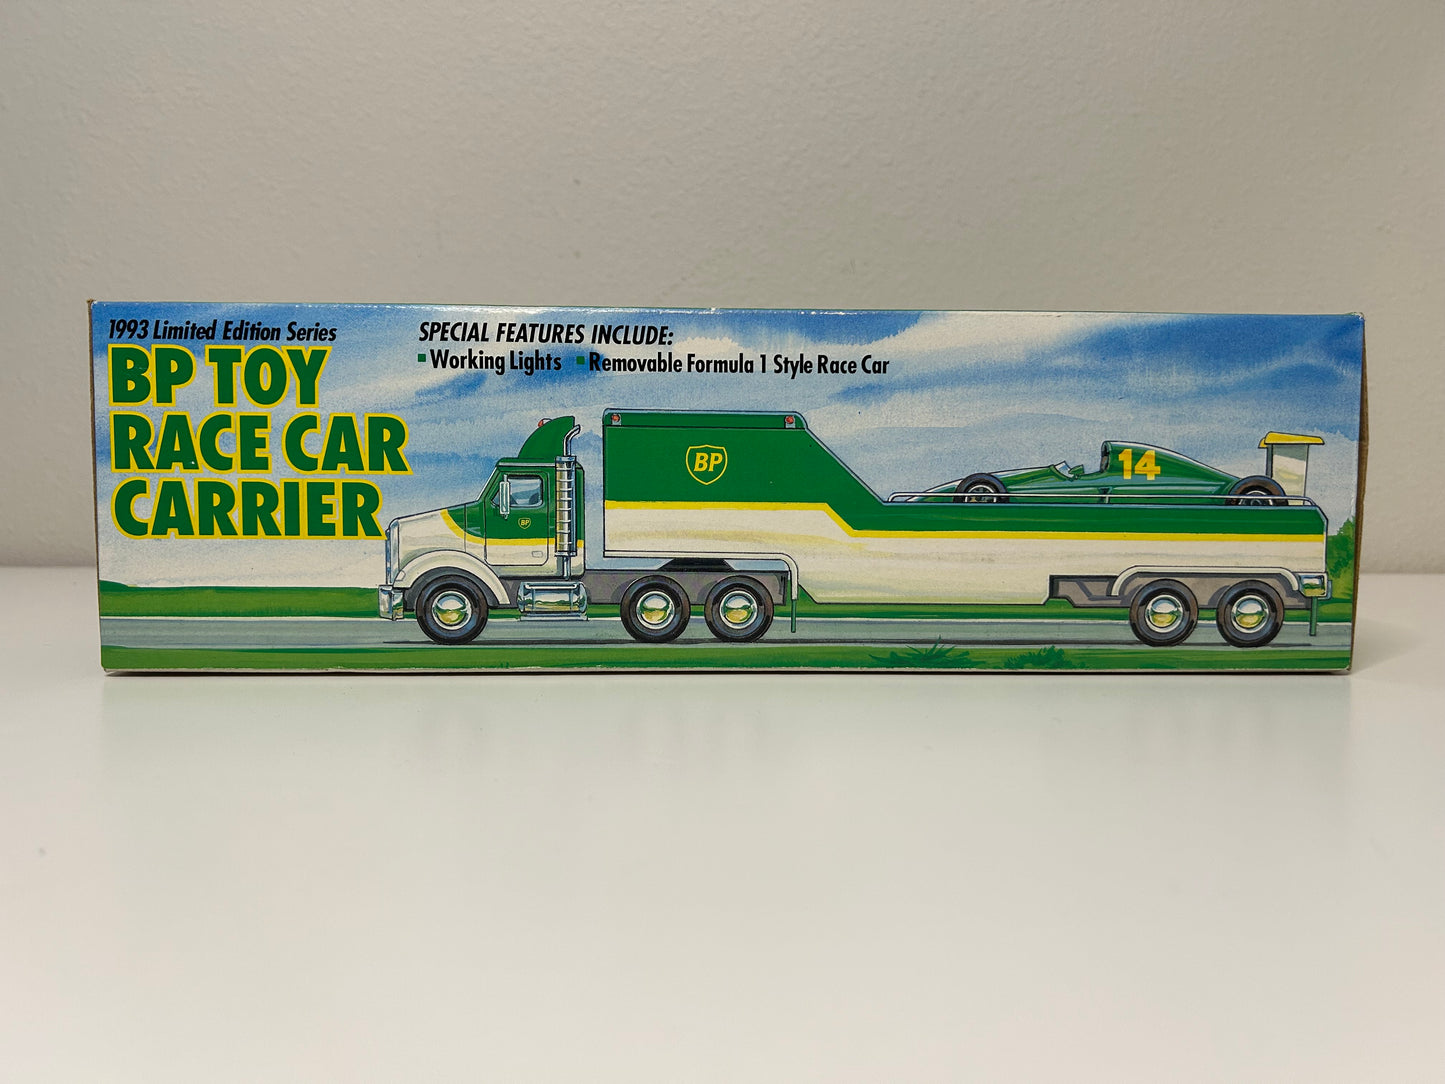 1993 Limited Edition Series
BP TOY
RACE CAR
CARRIER
SPECIAL FEATURES INCLUDE:
▪ Working Lights ▪ Removable Formula 1 Style Race Car
BP
BP
14